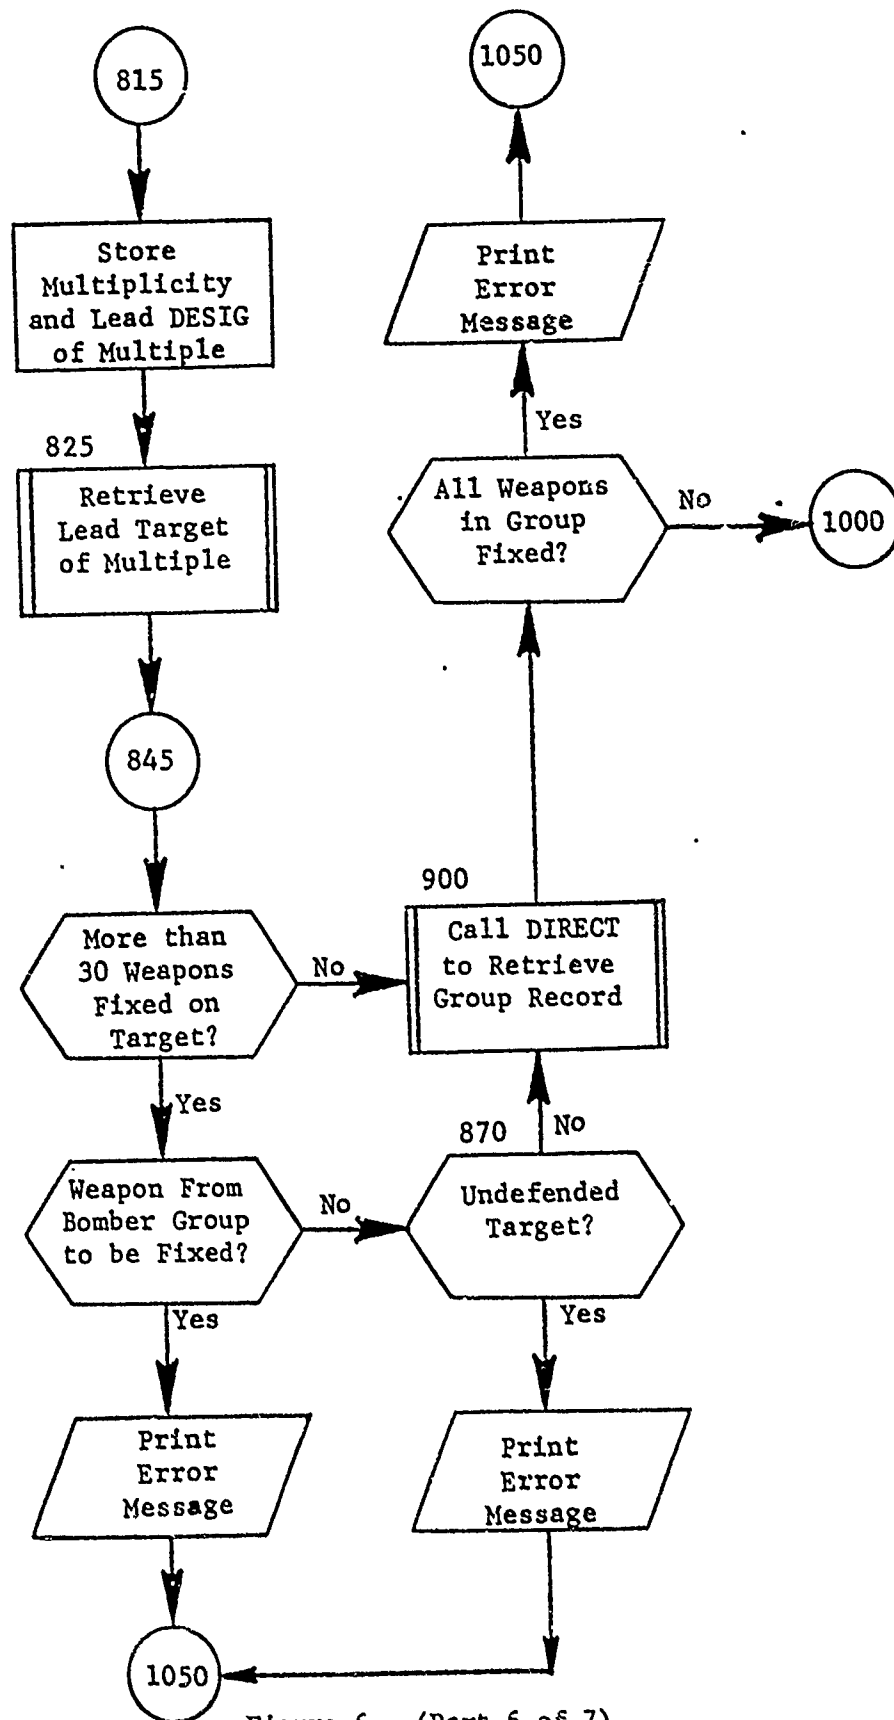 815
Store
Multiplicity
and Lead DESIG
of Multiple
825
Retrieve
Lead Target
of Multiple
845
More than
30 Weapons
Fixed on
Target?
No
Yes
Weapon From
Bomber Group
to be Fixed?
No
Yes
Print
Error
Message
1050
1050
Print
Error
Message
Yes
All Weapons
in Group
Fixed?
No
1000
900
Call DIRECT
to Retrieve
Group Record
No
870
Undefended
Target?
Yes
Print
Error
Message
Figure 6. (Part 6 of 7)